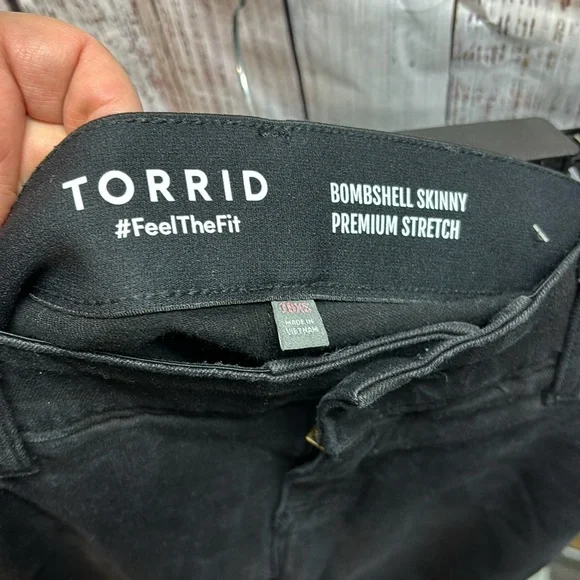 TORRID
#FeelTheFit
BOMBSHELL SKINNY
PREMIUM STRETCH
MADE IN
VIETNAM